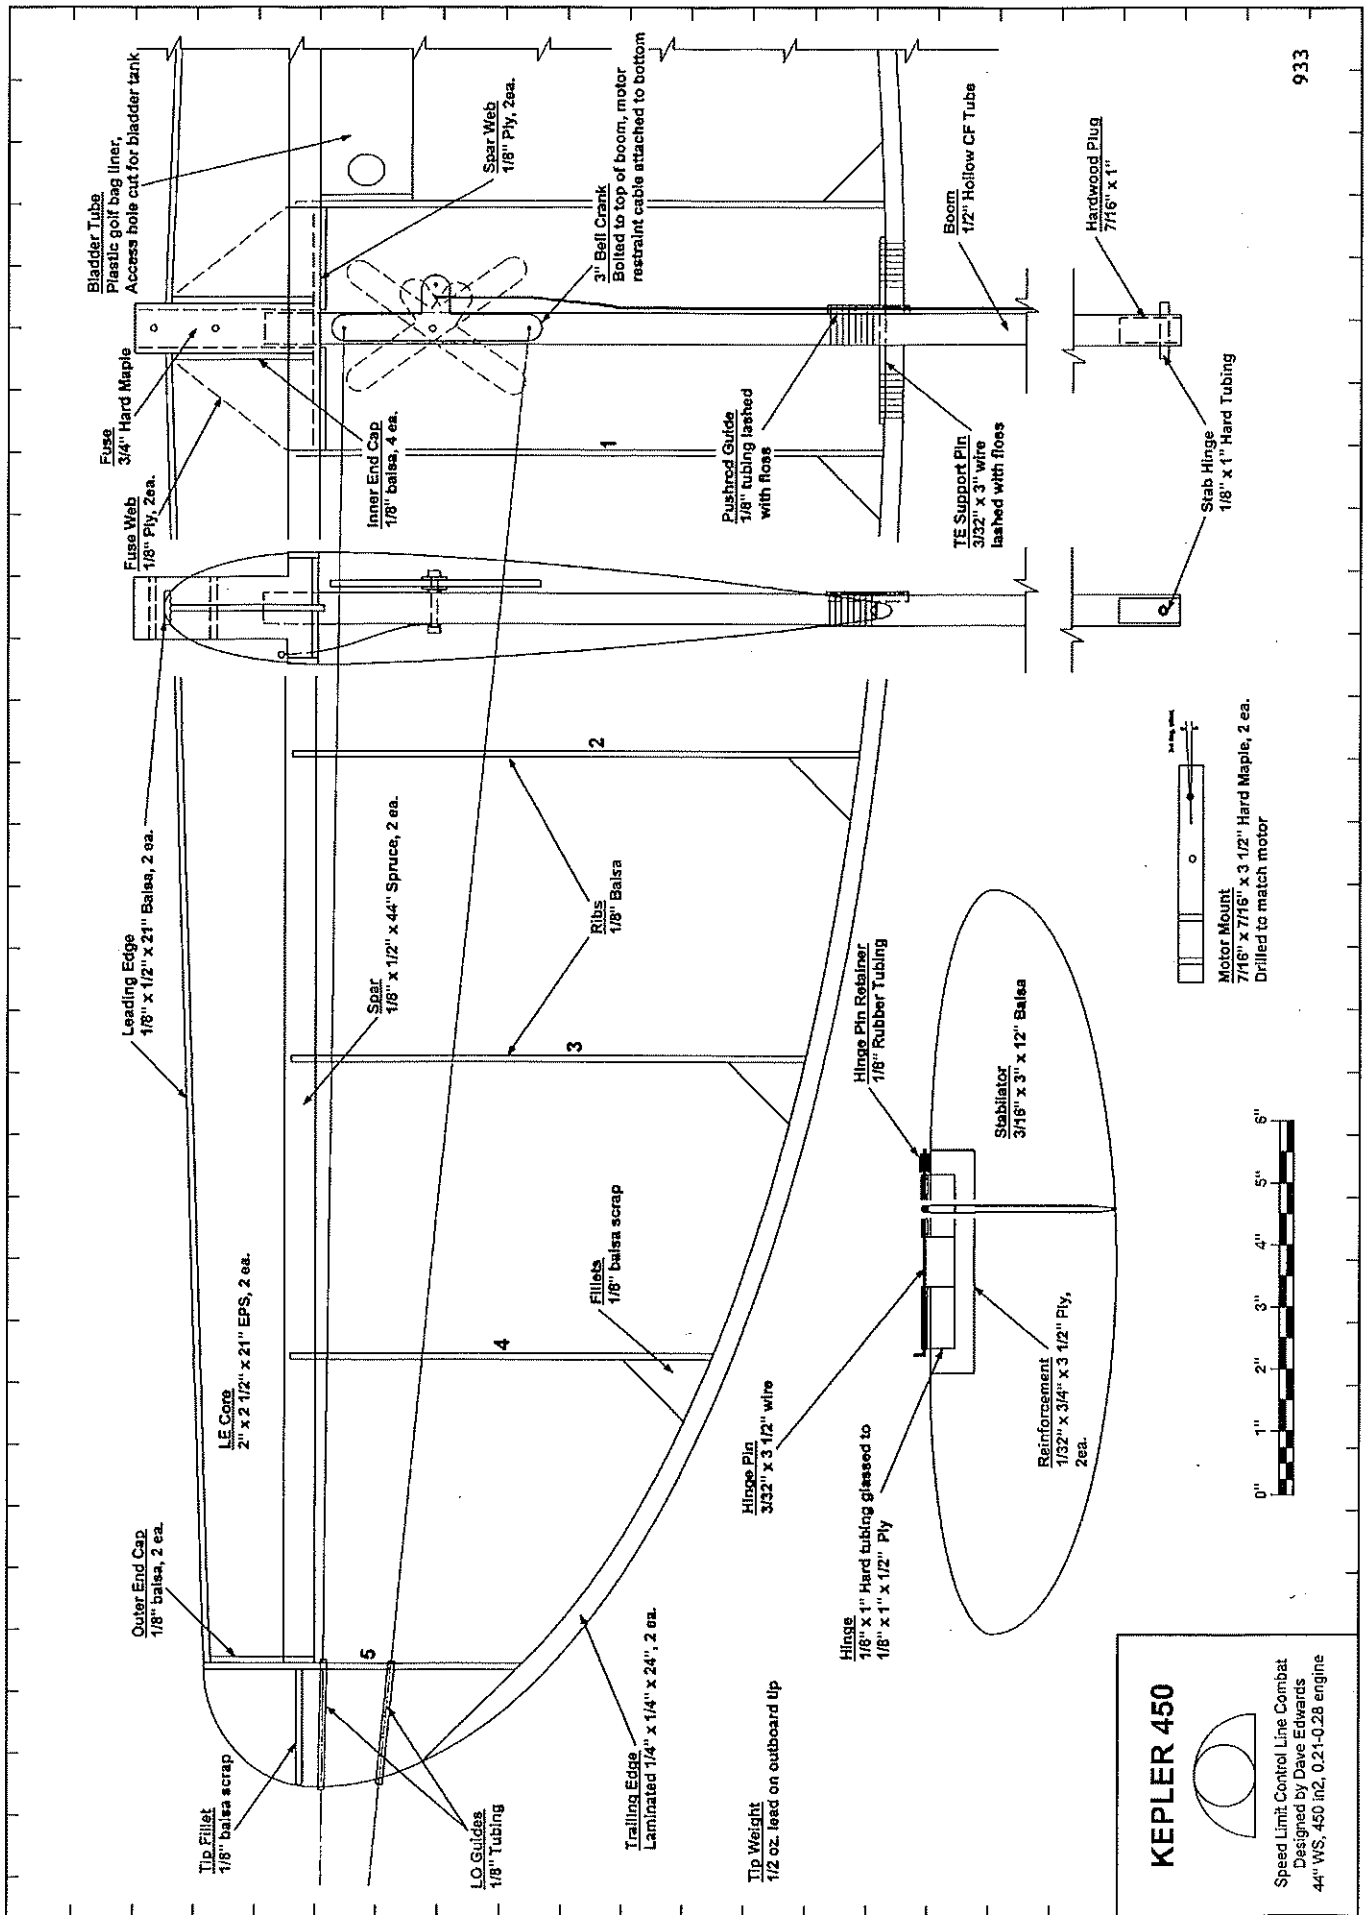 Bladder Tube
Plastic golf bag liner,
Access hole cut for bladder tank
Fuse
3/4" Hard Maple
Fuse Web
1/8" Ply, 2ea.
Spar Web
1/8" Ply, 2ea.
Inner End Cap
1/8" balsa, 4 ea.
3" Bell Crank
Bolted to top of boom, motor
restraint cable attached to bottom
1
Pushrod Guide
1/8" tubing lashed
with floss
TE Support Pin
3/32" x 3" wire
lashed with floss
Boom
1/2" Hollow CF Tube
Hardwood Plug
7/16" x 1"
Stab Hinge
1/8" x 1" Hard Tubing
933
Leading Edge
1/8" x 1/2" x 21" Balsa, 2 ea.
Spar
1/8" x 1/2" x 44" Spruce, 2 ea.
2
Ribs
1/8" Balsa
3
LE Core
2" x 2 1/2" x 21" EPS, 2 ea.
4
Fillets
1/8" balsa scrap
Outer End Cap
1/8" balsa, 2 ea.
5
Tip Fillet
1/8" balsa scrap
LO Guides
1/8" Tubing
Trailing Edge
Laminated 1/4" x 1/4" x 24", 2 ea.
Tip Weight
1/2 oz. lead on outboard tip
Hinge Pin
3/32" x 3 1/2" wire
Hinge
1/8" x 1" Hard tubing glassed to
1/8" x 1" x 1/2" Ply
Hinge Pin Retainer
1/8" Rubber Tubing
Stabilator
3/16" x 3" x 12" Balsa
Reinforcement
1/32" x 3/4" x 3 1/2" Ply,
2ea.
Motor Mount
7/16" x 7/16" x 3 1/2" Hard Maple, 2 ea.
Drilled to match motor
0" 1" 2" 3" 4" 5" 6"
KEPLER 450
Speed Limit Control Line Combat
Designed by Dave Edwards
44" WS, 450 in2, 0.21-0.28 engine